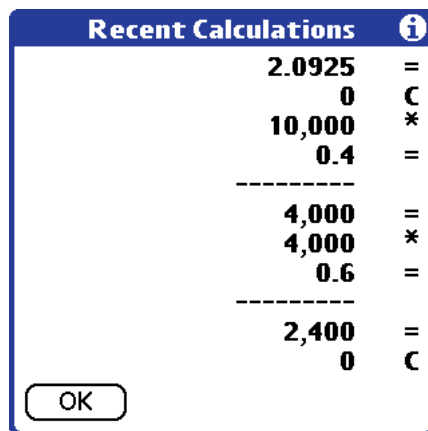 Recent Calculations i
2.0925 =
0 C
10,000 *
0.4 =
---------
4,000 =
4,000 *
0.6 =
---------
2,400 =
0 C
OK